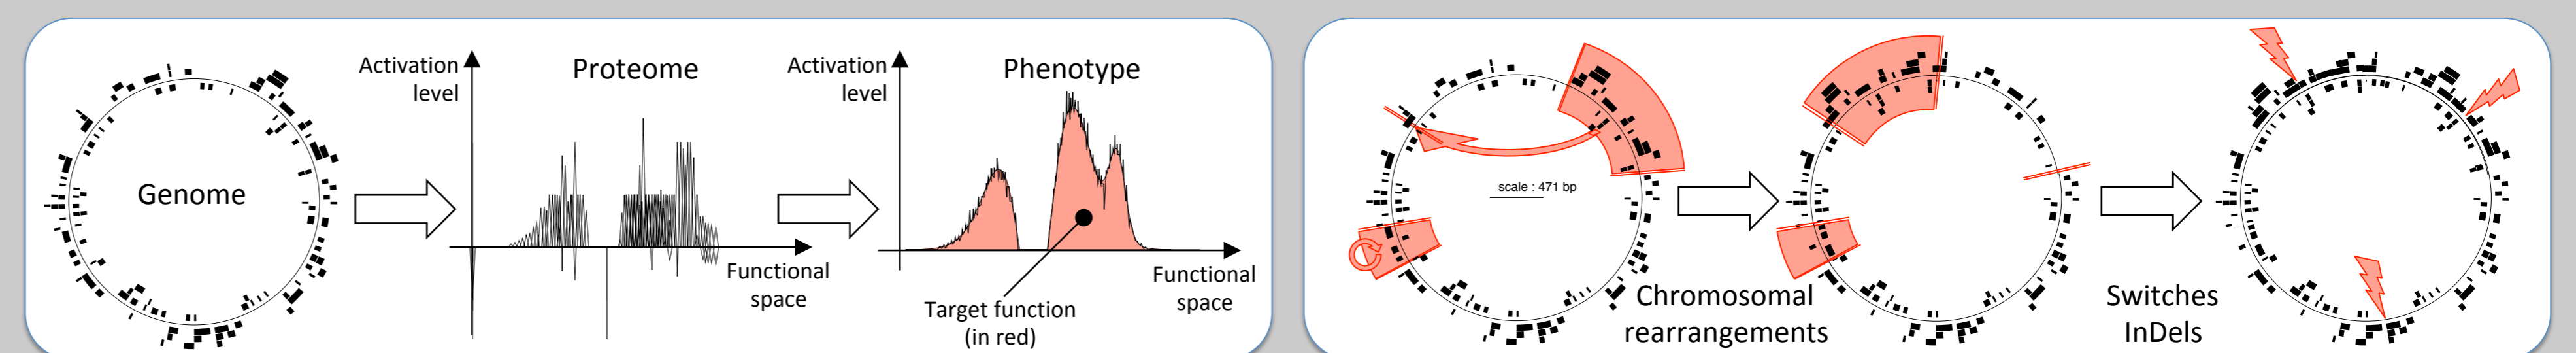 Genome
Activation
level
Proteome
Functional
space
Activation
level
Phenotype
Functional
space
Target function
(in red)
scale : 471 bp
Chromosomal
rearrangements
Switches
InDels